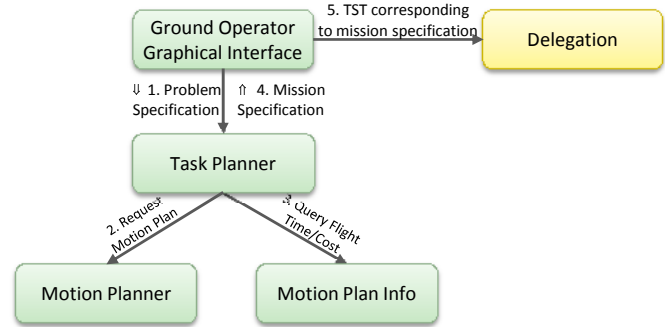 Ground Operator
Graphical Interface
5. TST corresponding
to mission specification
Delegation
⇓ 1. Problem
Specification
⇑ 4. Mission
Specification
Task Planner
2. Request
Motion Plan
3. Query Flight
Time/Cost
Motion Planner
Motion Plan Info